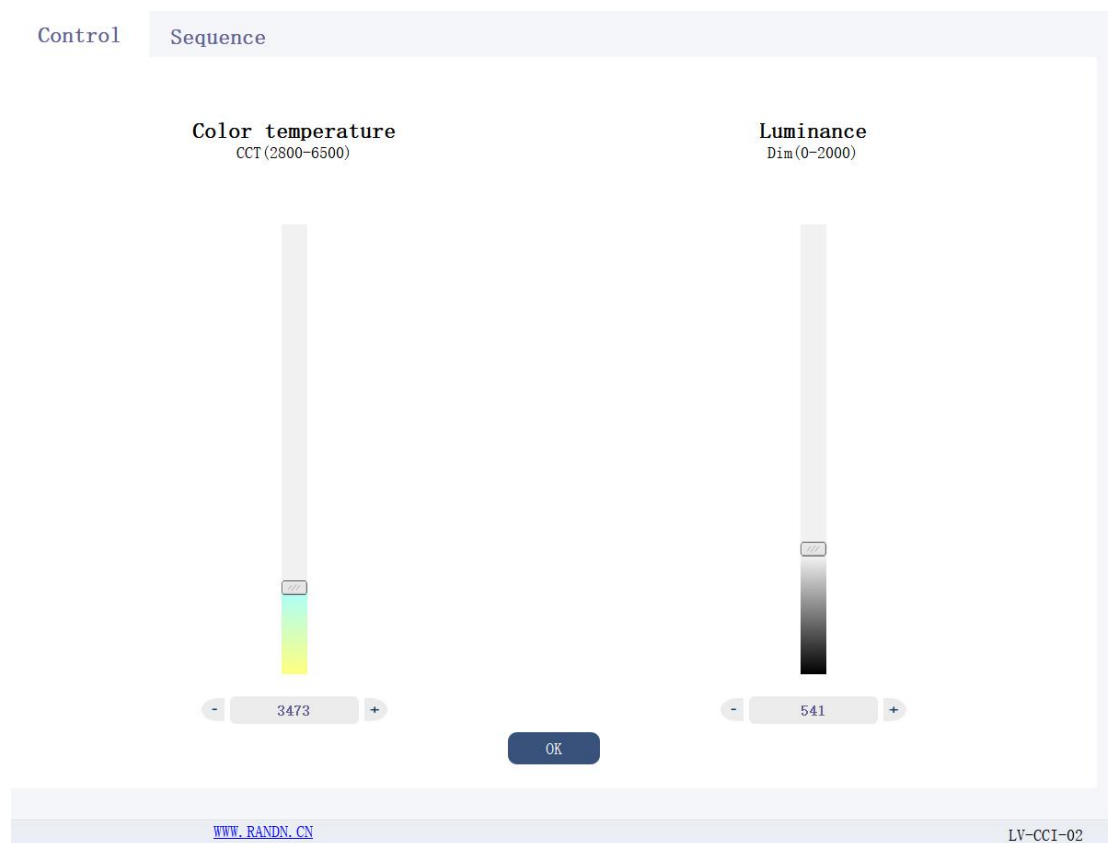 Control Sequence
Color temperature
CCT(2800-6500)
Luminance
Dim(0-2000)
- 3473 +
- 541 +
OK
WWW.RANDN.CN
LV-CCI-02